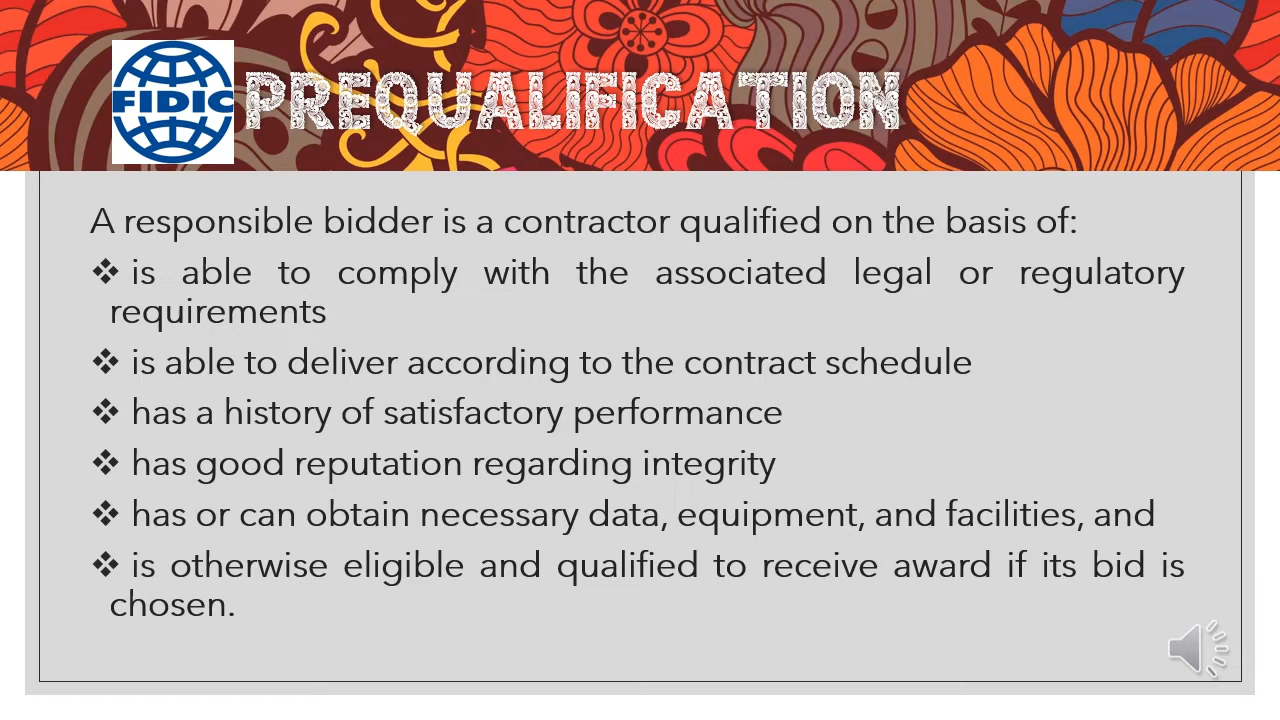 FIDIC
PREQUALIFICATION
A responsible bidder is a contractor qualified on the basis of:
❖ is able to comply with the associated legal or regulatory
requirements
❖ is able to deliver according to the contract schedule
❖ has a history of satisfactory performance
❖ has good reputation regarding integrity
❖ has or can obtain necessary data, equipment, and facilities, and
❖ is otherwise eligible and qualified to receive award if its bid is
chosen.